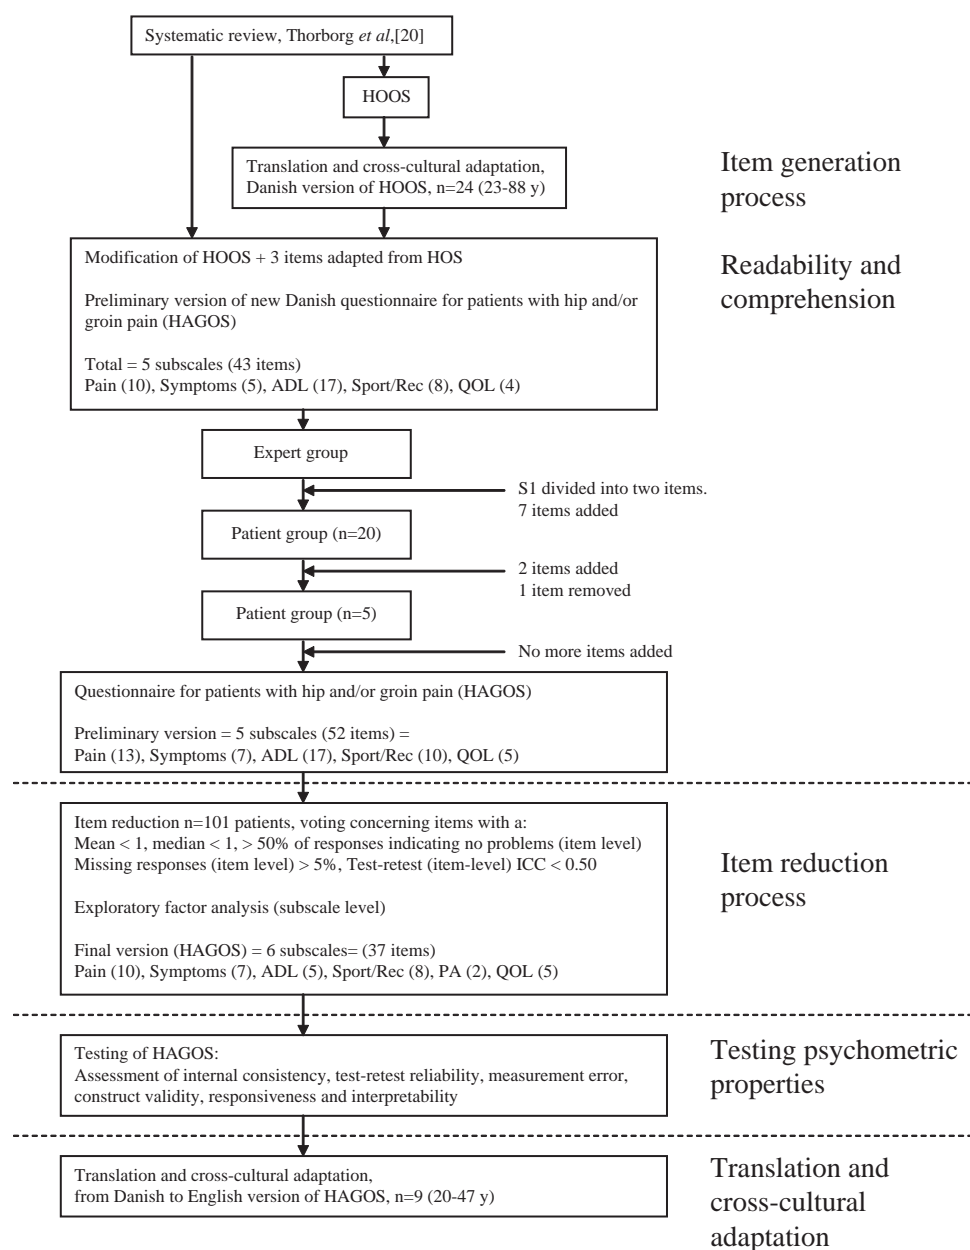 Systematic review, Thorborg et al,[20]
HOOS
Translation and cross-cultural adaptation,
Danish version of HOOS, n=24 (23-88 y)
Item generation
process
Modification of HOOS + 3 items adapted from HOS
Preliminary version of new Danish questionnaire for patients with hip and/or
groin pain (HAGOS)
Total = 5 subscales (43 items)
Pain (10), Symptoms (5), ADL (17), Sport/Rec (8), QOL (4)
Readability and
comprehension
Expert group
S1 divided into two items.
7 items added
Patient group (n=20)
2 items added
1 item removed
Patient group (n=5)
No more items added
Questionnaire for patients with hip and/or groin pain (HAGOS)
Preliminary version = 5 subscales (52 items) =
Pain (13), Symptoms (7), ADL (17), Sport/Rec (10), QOL (5)
Item reduction n=101 patients, voting concerning items with a:
Mean < 1, median < 1, > 50% of responses indicating no problems (item level)
Missing responses (item level) > 5%, Test-retest (item-level) ICC < 0.50
Exploratory factor analysis (subscale level)
Final version (HAGOS) = 6 subscales= (37 items)
Pain (10), Symptoms (7), ADL (5), Sport/Rec (8), PA (2), QOL (5)
Item reduction
process
Testing of HAGOS:
Assessment of internal consistency, test-retest reliability, measurement error,
construct validity, responsiveness and interpretability
Testing psychometric
properties
Translation and cross-cultural adaptation,
from Danish to English version of HAGOS, n=9 (20-47 y)
Translation and
cross-cultural
adaptation